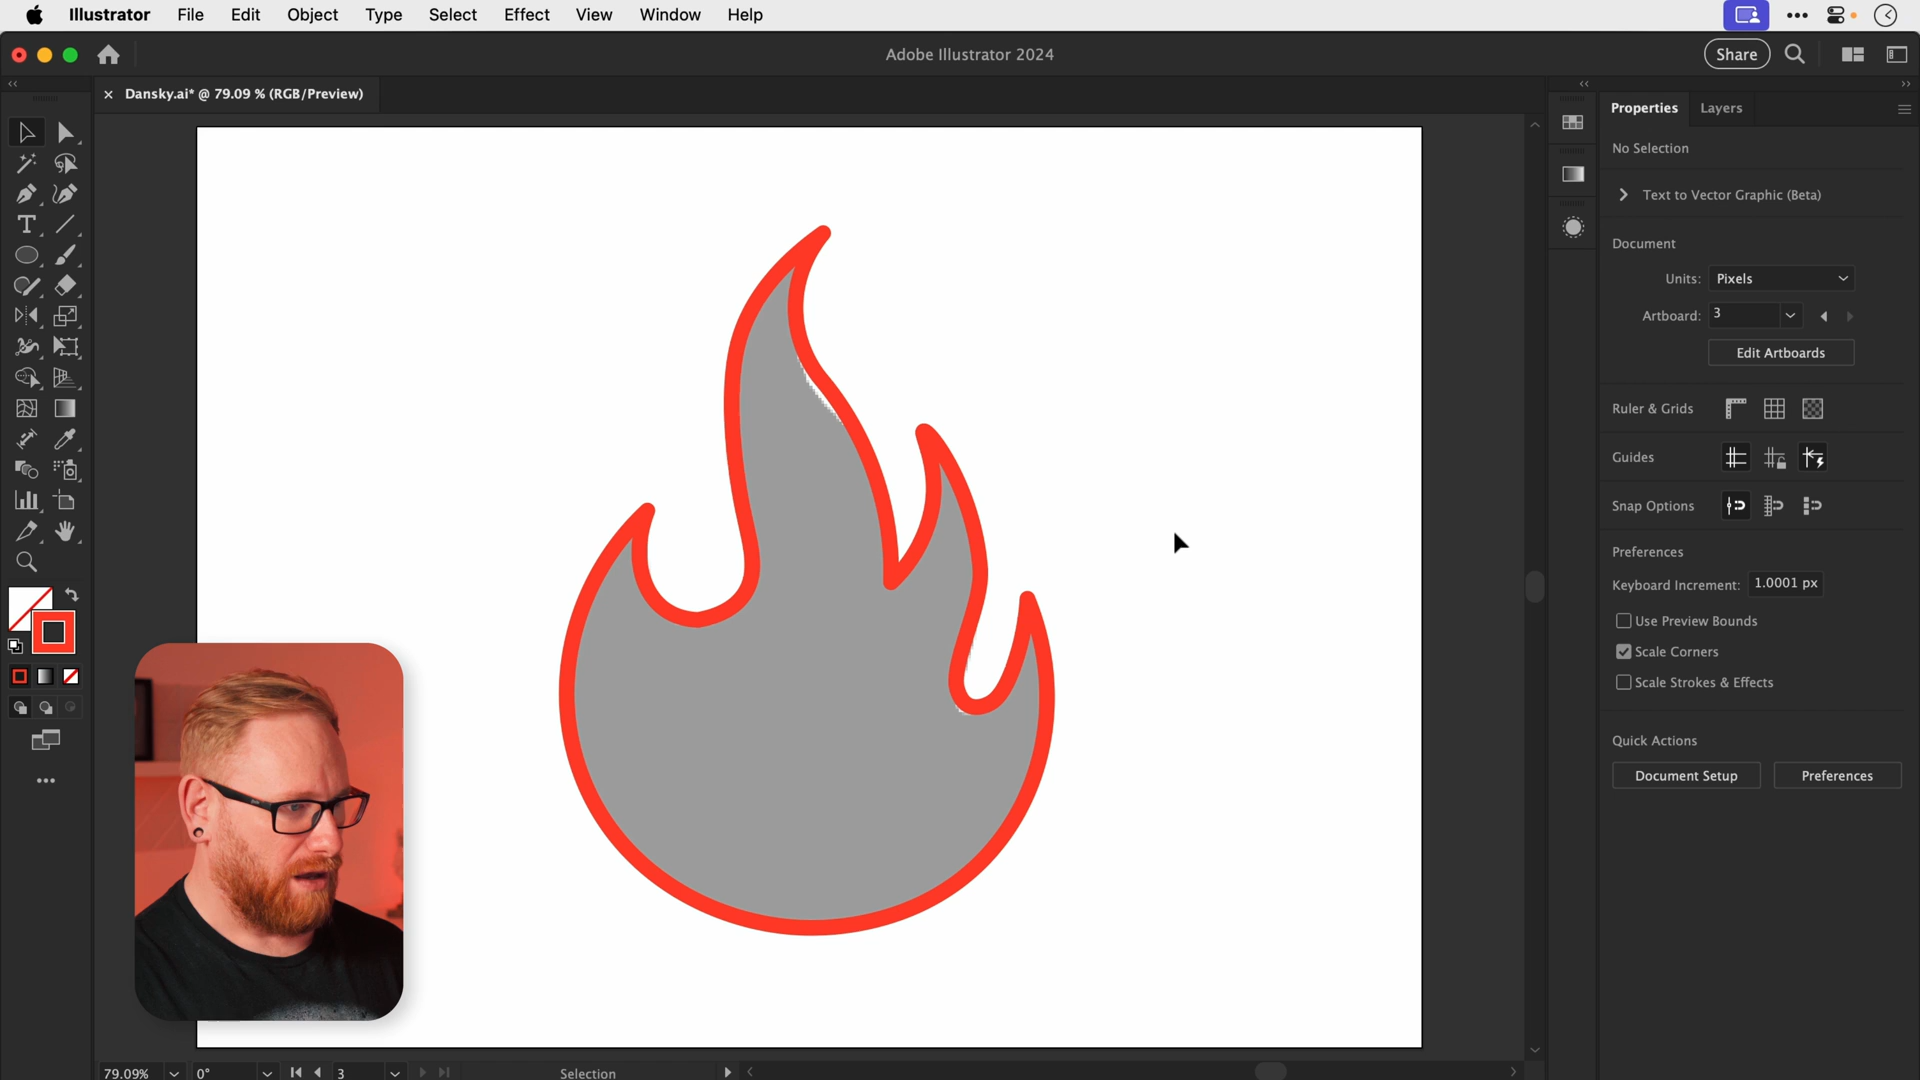 Illustrator File Edit Object Type Select Effect View Window Help
Adobe Illustrator 2024
Share
Dansky.ai* @ 79.09 % (RGB/Preview)
Properties Layers
No Selection
Text to Vector Graphic (Beta)
Document
Units: Pixels
Artboard: 3
Edit Artboards
Ruler & Grids
Guides
Snap Options
Preferences
Keyboard Increment: 1.0001 px
Use Preview Bounds
Scale Corners
Scale Strokes & Effects
Quick Actions
Document Setup Preferences
79.09% 0° 3 Selection